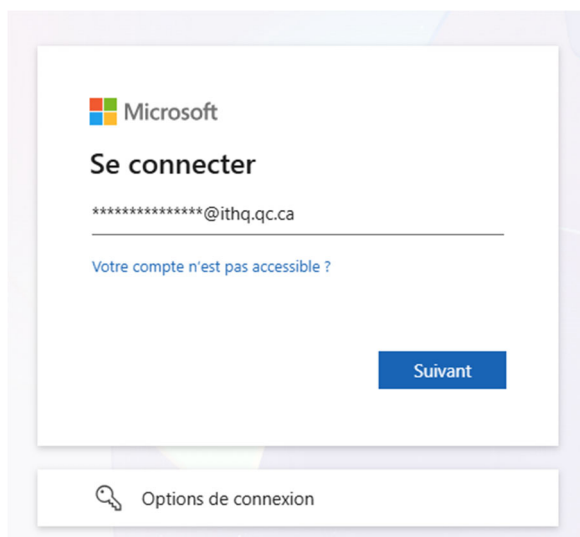 Microsoft
Se connecter
***************@ithq.qc.ca
Votre compte n'est pas accessible ?
Suivant
Options de connexion